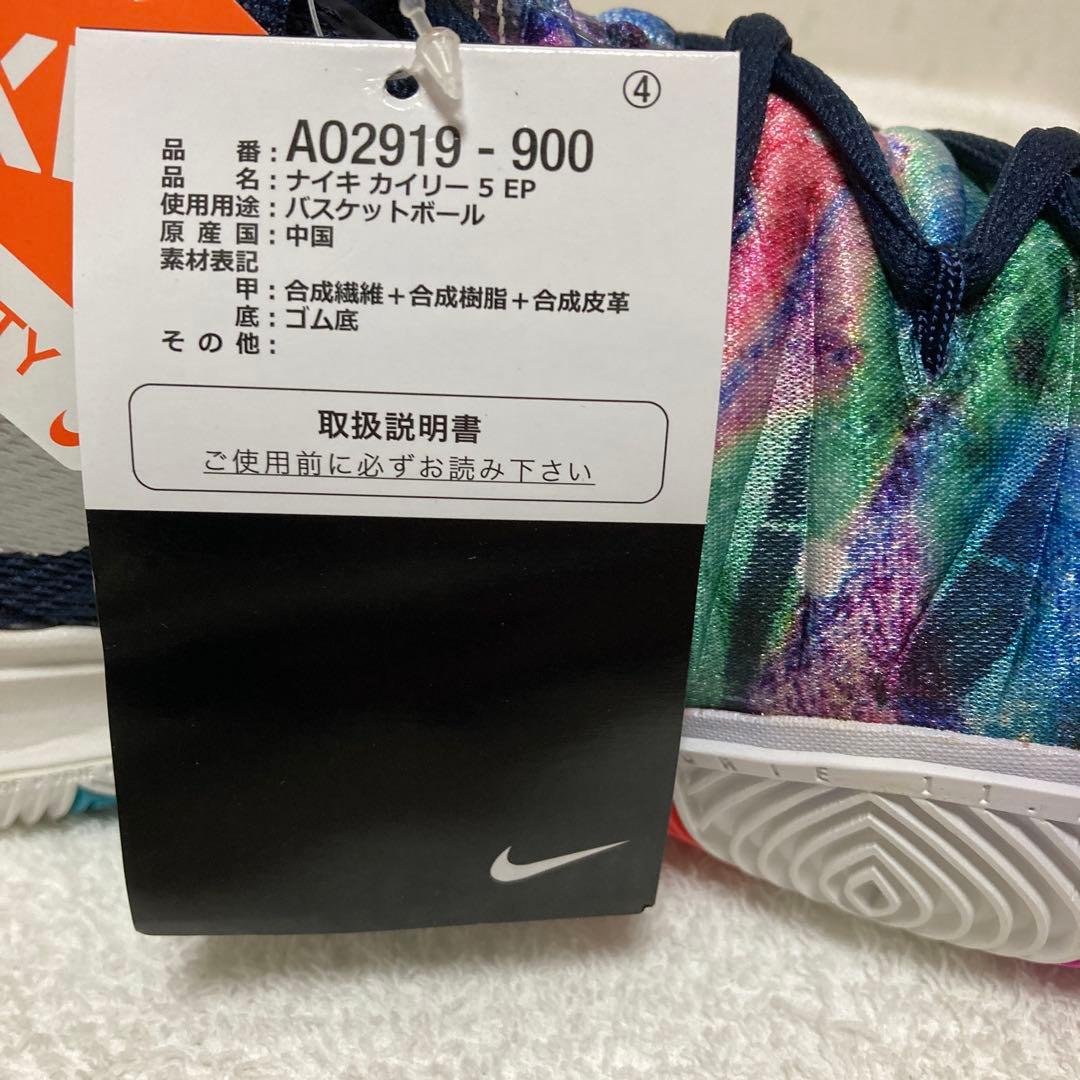 ④
品 番：AO2919 - 900
品 名：ナイキ カイリー 5 EP
使用用途：バスケットボール
原 産 国：中国
素材表記
甲：合成繊維＋合成樹脂＋合成皮革
底：ゴム底
そ の 他：
取扱説明書
ご使用前に必ずお読み下さい
TY